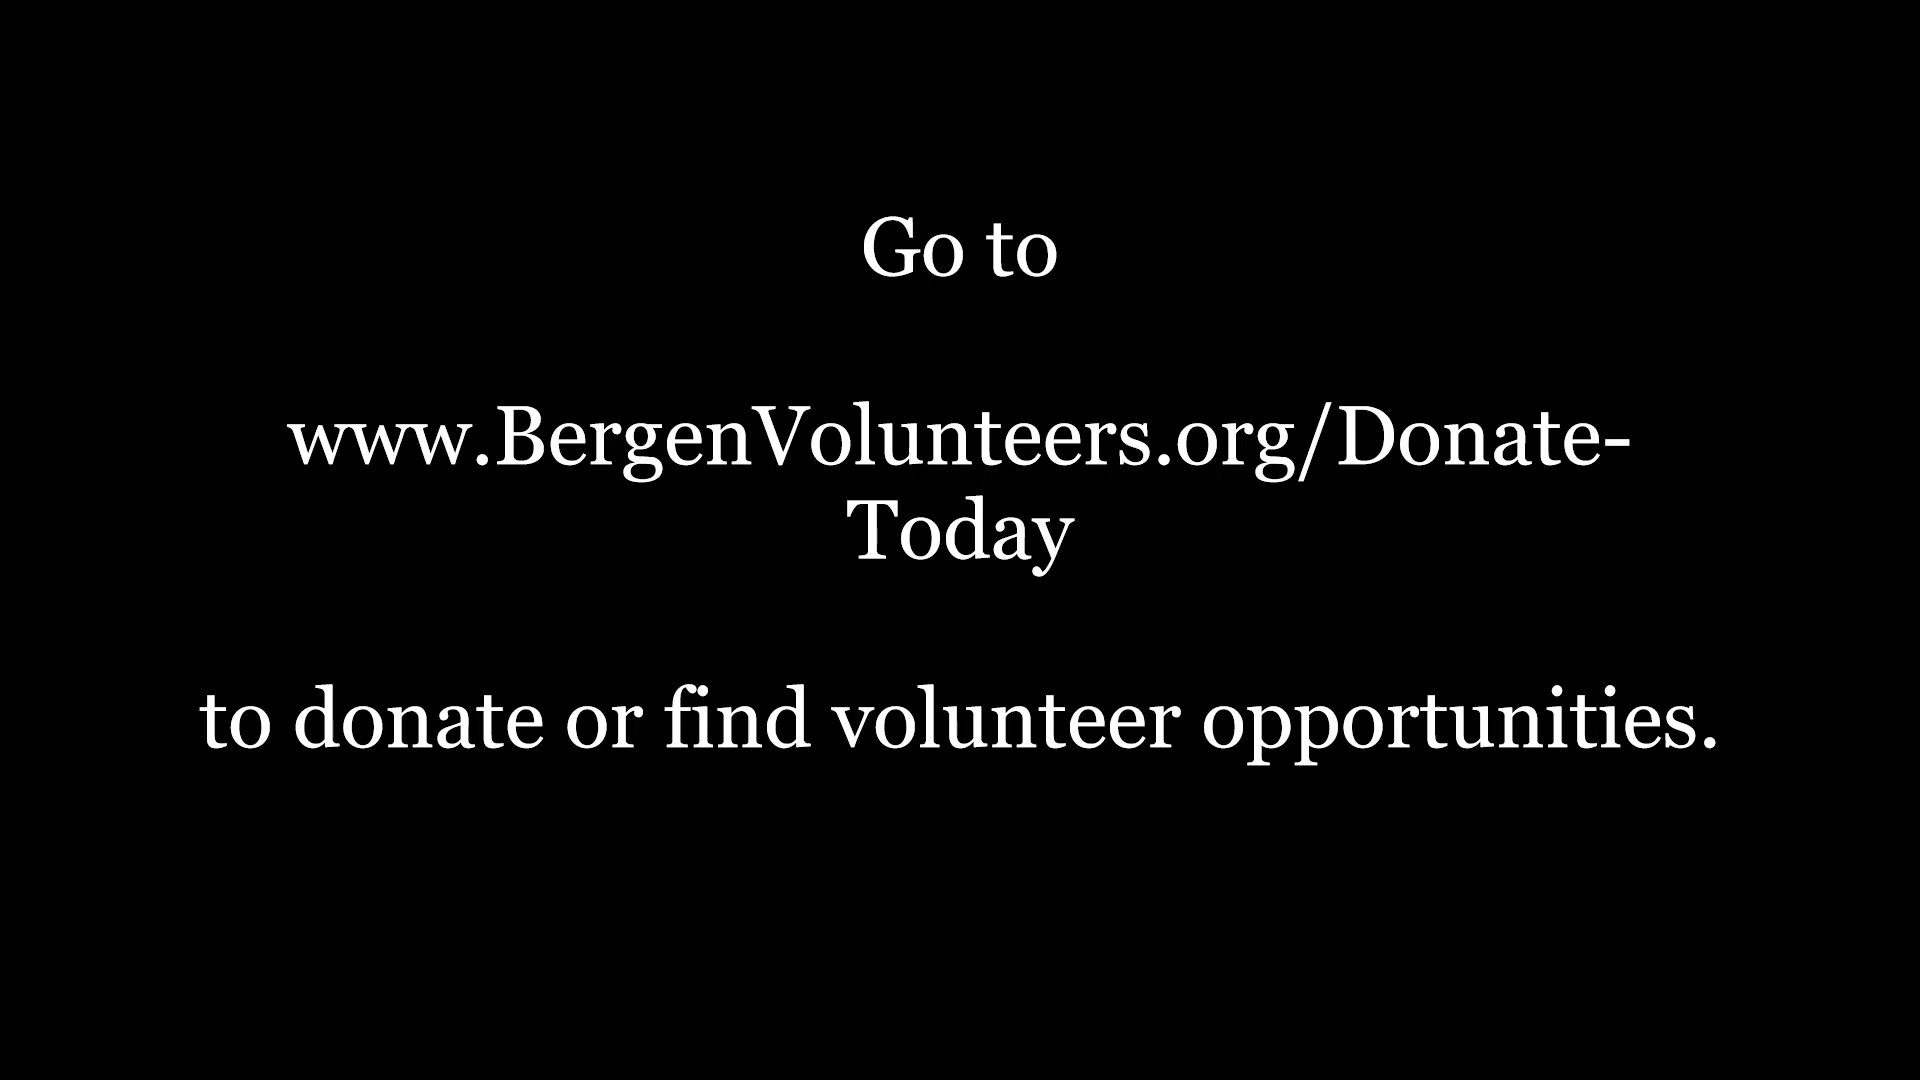 Go to
www.BergenVolunteers.org/Donate-
Today
to donate or find volunteer opportunities.